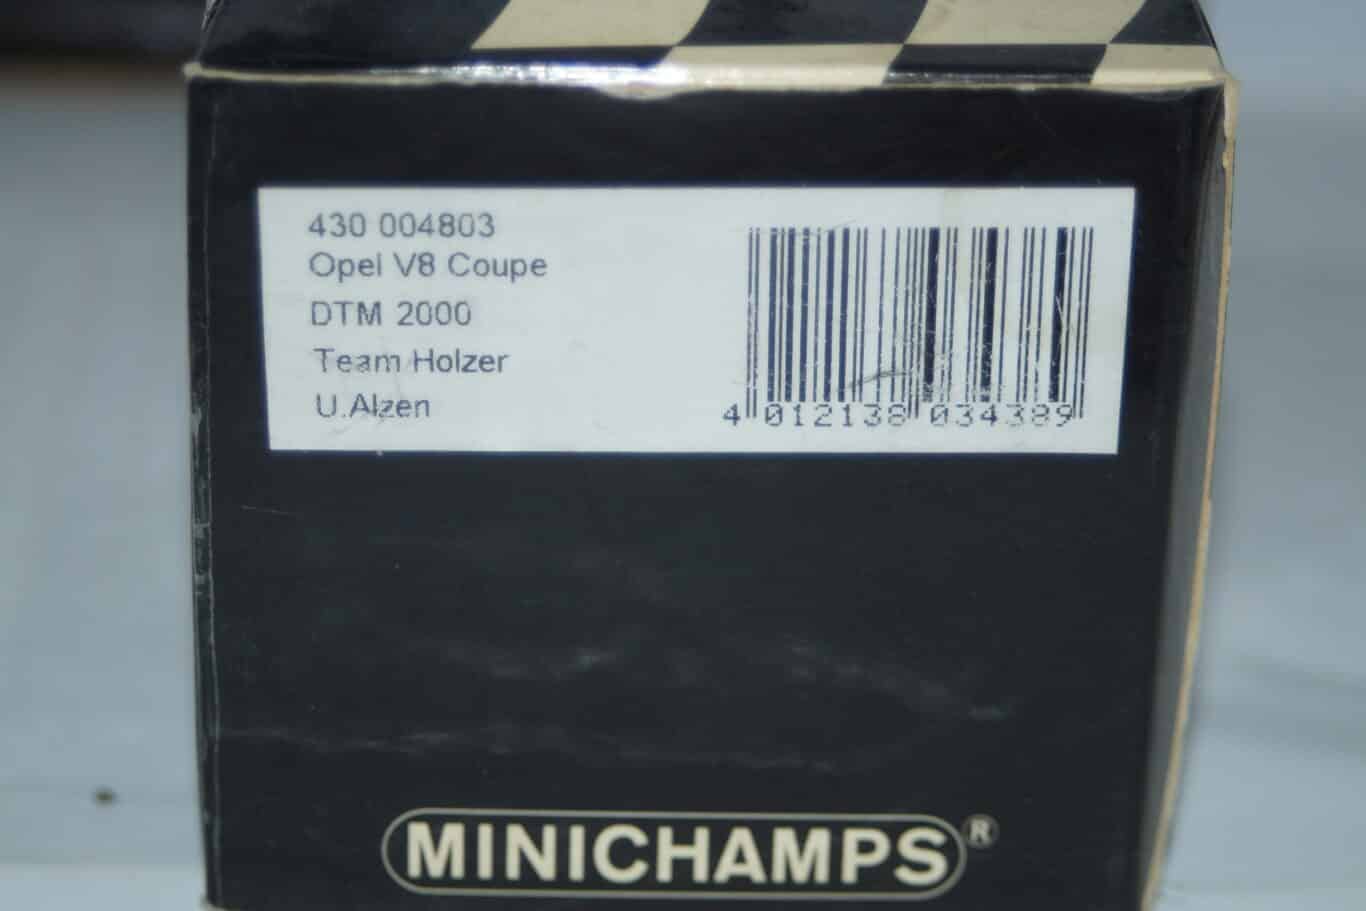 430 004803
Opel V8 Coupe
DTM 2000
Team Holzer
U.Alzen
4 012138 034389
MINICHAMPS®